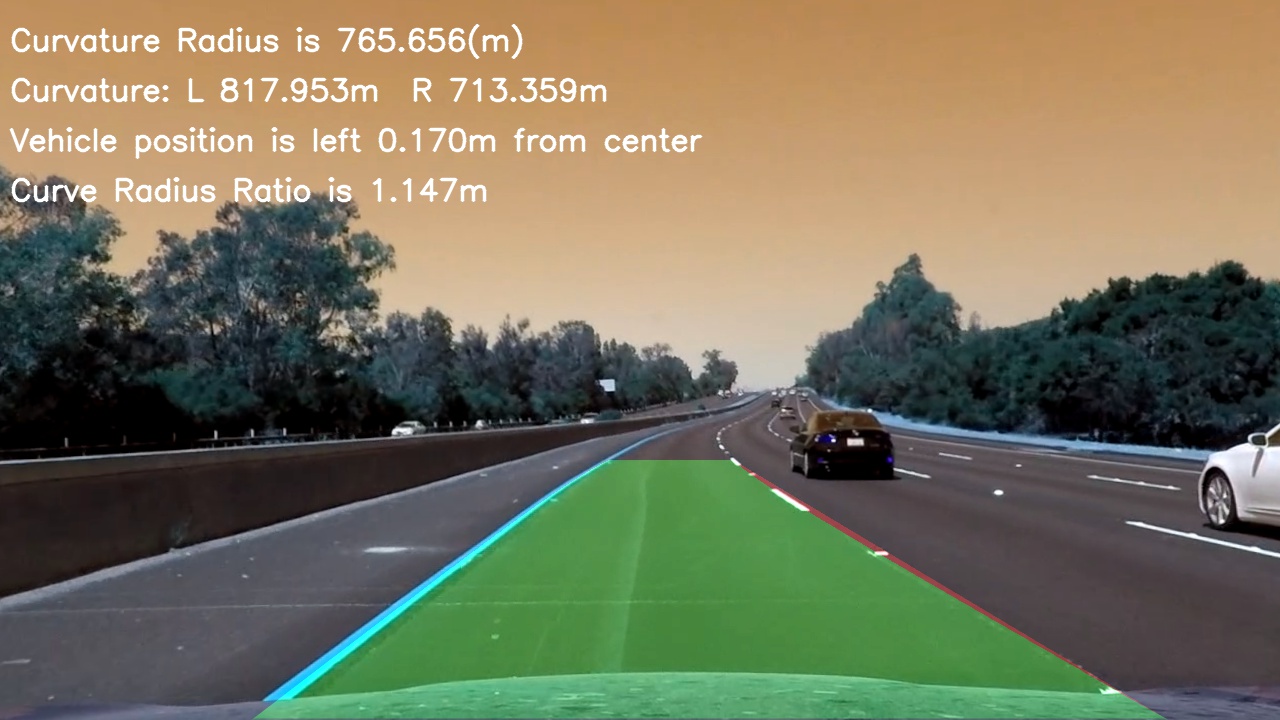 Curvature Radius is 765.656(m)
Curvature: L 817.953m R 713.359m
Vehicle position is left 0.170m from center
Curve Radius Ratio is 1.147m